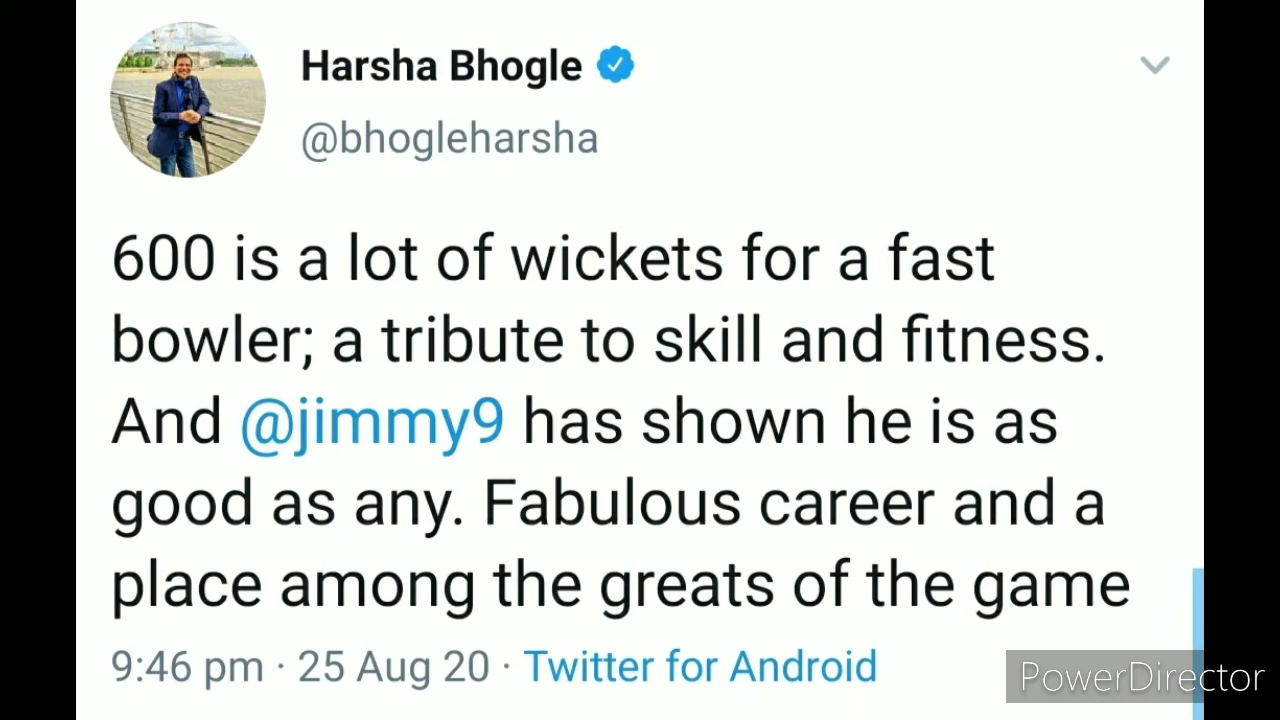 Harsha Bhogle
@bhogleharsha
600 is a lot of wickets for a fast
bowler; a tribute to skill and fitness.
And @jimmy9 has shown he is as
good as any. Fabulous career and a
place among the greats of the game
9:46 pm · 25 Aug 20 · Twitter for Android
PowerDirector